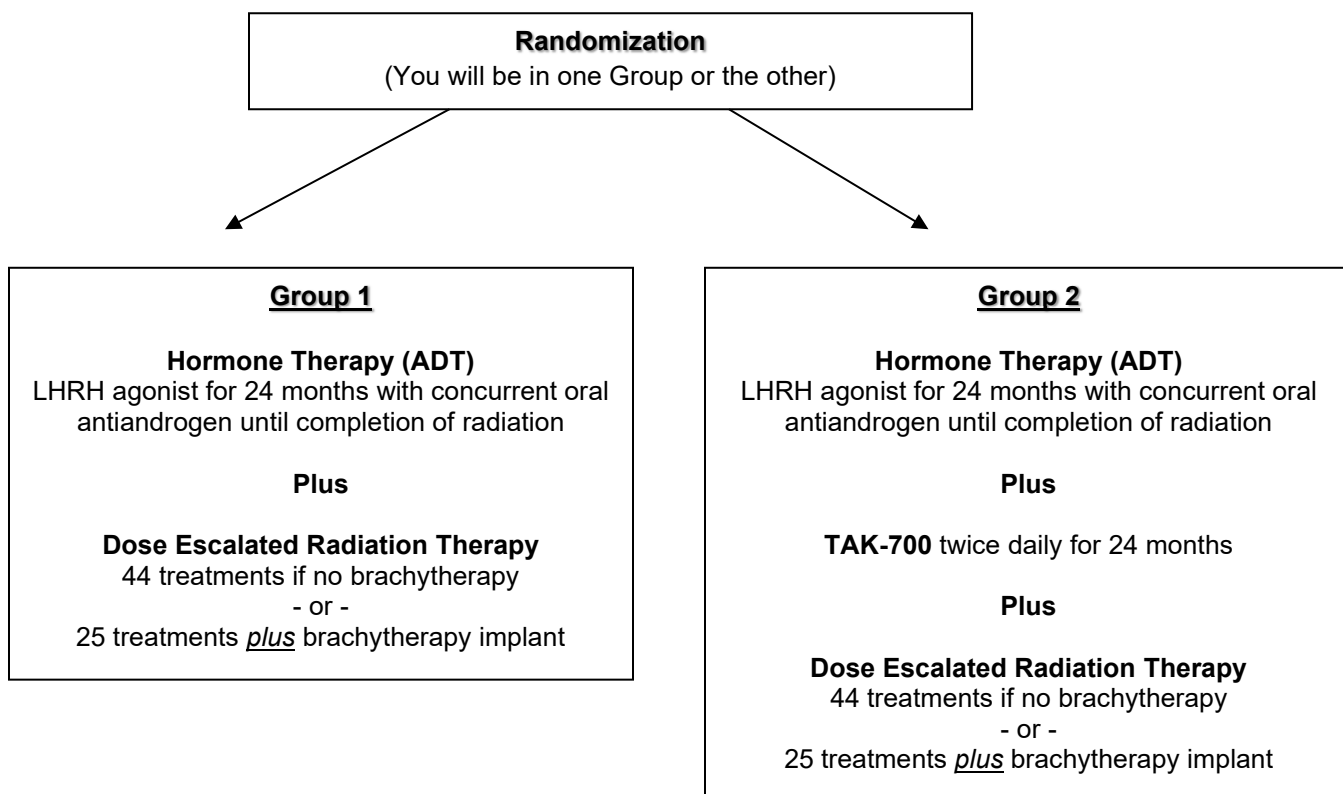 Randomization
(You will be in one Group or the other)
Group 1
Hormone Therapy (ADT)
LHRH agonist for 24 months with concurrent oral
antiandrogen until completion of radiation
Plus
Dose Escalated Radiation Therapy
44 treatments if no brachytherapy
- or -
25 treatments plus brachytherapy implant
Group 2
Hormone Therapy (ADT)
LHRH agonist for 24 months with concurrent oral
antiandrogen until completion of radiation
Plus
TAK-700 twice daily for 24 months
Plus
Dose Escalated Radiation Therapy
44 treatments if no brachytherapy
- or -
25 treatments plus brachytherapy implant